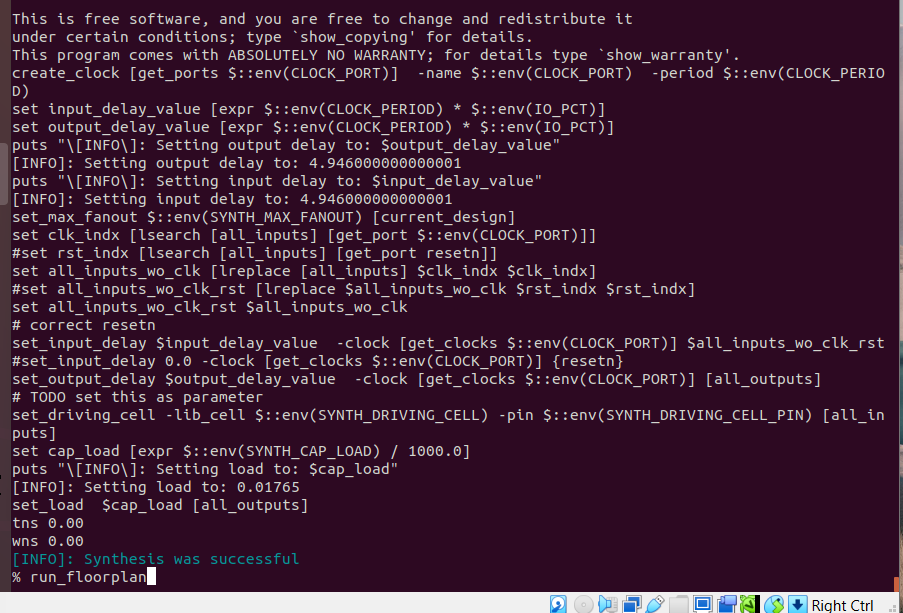 This is free software, and you are free to change and redistribute it
under certain conditions; type `show_copying' for details.
This program comes with ABSOLUTELY NO WARRANTY; for details type `show_warranty'.
create_clock [get_ports $::env(CLOCK_PORT)]  -name $::env(CLOCK_PORT)  -period $::env(CLOCK_PERIO
D)
set input_delay_value [expr $::env(CLOCK_PERIOD) * $::env(IO_PCT)]
set output_delay_value [expr $::env(CLOCK_PERIOD) * $::env(IO_PCT)]
puts "\[INFO\]: Setting output delay to: $output_delay_value"
[INFO]: Setting output delay to: 4.946000000000001
puts "\[INFO\]: Setting input delay to: $input_delay_value"
[INFO]: Setting input delay to: 4.946000000000001
set_max_fanout $::env(SYNTH_MAX_FANOUT) [current_design]
set clk_indx [lsearch [all_inputs] [get_port $::env(CLOCK_PORT)]]
#set rst_indx [lsearch [all_inputs] [get_port resetn]]
set all_inputs_wo_clk [lreplace [all_inputs] $clk_indx $clk_indx]
#set all_inputs_wo_clk_rst [lreplace $all_inputs_wo_clk $rst_indx $rst_indx]
set all_inputs_wo_clk_rst $all_inputs_wo_clk
# correct resetn
set_input_delay $input_delay_value  -clock [get_clocks $::env(CLOCK_PORT)] $all_inputs_wo_clk_rst
#set_input_delay 0.0 -clock [get_clocks $::env(CLOCK_PORT)] {resetn}
set_output_delay $output_delay_value  -clock [get_clocks $::env(CLOCK_PORT)] [all_outputs]
# TODO set this as parameter
set_driving_cell -lib_cell $::env(SYNTH_DRIVING_CELL) -pin $::env(SYNTH_DRIVING_CELL_PIN) [all_in
puts]
set cap_load [expr $::env(SYNTH_CAP_LOAD) / 1000.0]
puts "\[INFO\]: Setting load to: $cap_load"
[INFO]: Setting load to: 0.01765
set_load  $cap_load [all_outputs]
tns 0.00
wns 0.00
[INFO]: Synthesis was successful
% run_floorplan
Right Ctrl